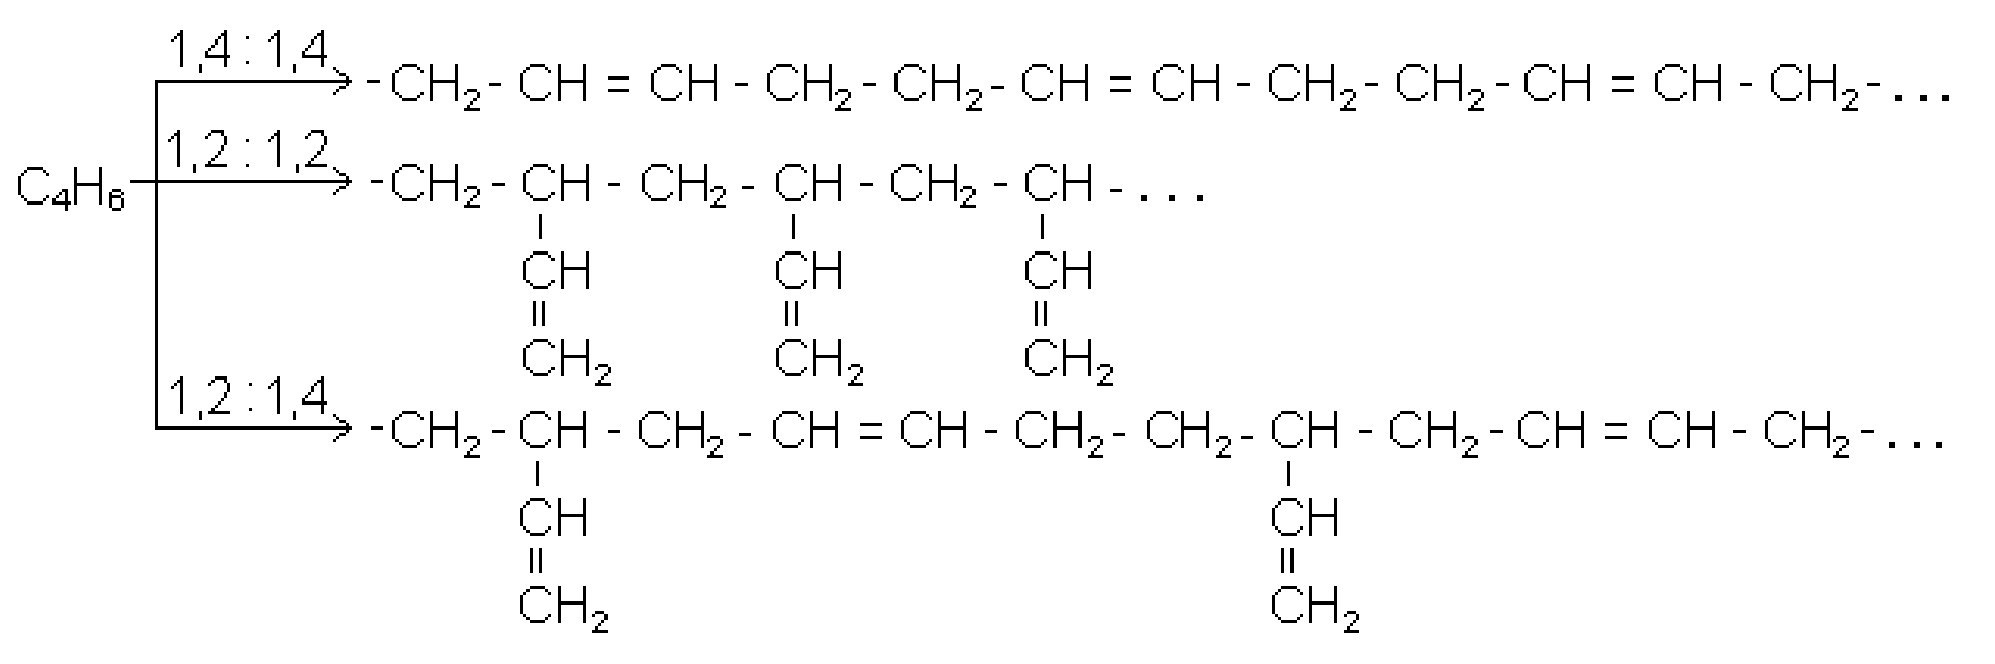 1,4 : 1,4
-CH₂- CH = CH - CH₂- CH₂- CH = CH - CH₂- CH₂- CH = CH - CH₂-...
1,2 : 1,2
C₄H₆ -CH₂- CH - CH₂ - CH - CH₂ - CH -...
| | |
CH CH CH
|| || ||
CH₂ CH₂ CH₂
1,2 : 1,4
-CH₂- CH - CH₂ - CH = CH - CH₂- CH₂- CH - CH₂- CH = CH - CH₂-...
| |
CH CH
|| ||
CH₂ CH₂